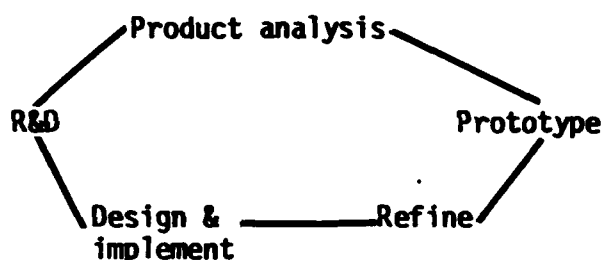 Product analysis
R&D
Prototype
Design &
implement
Refine